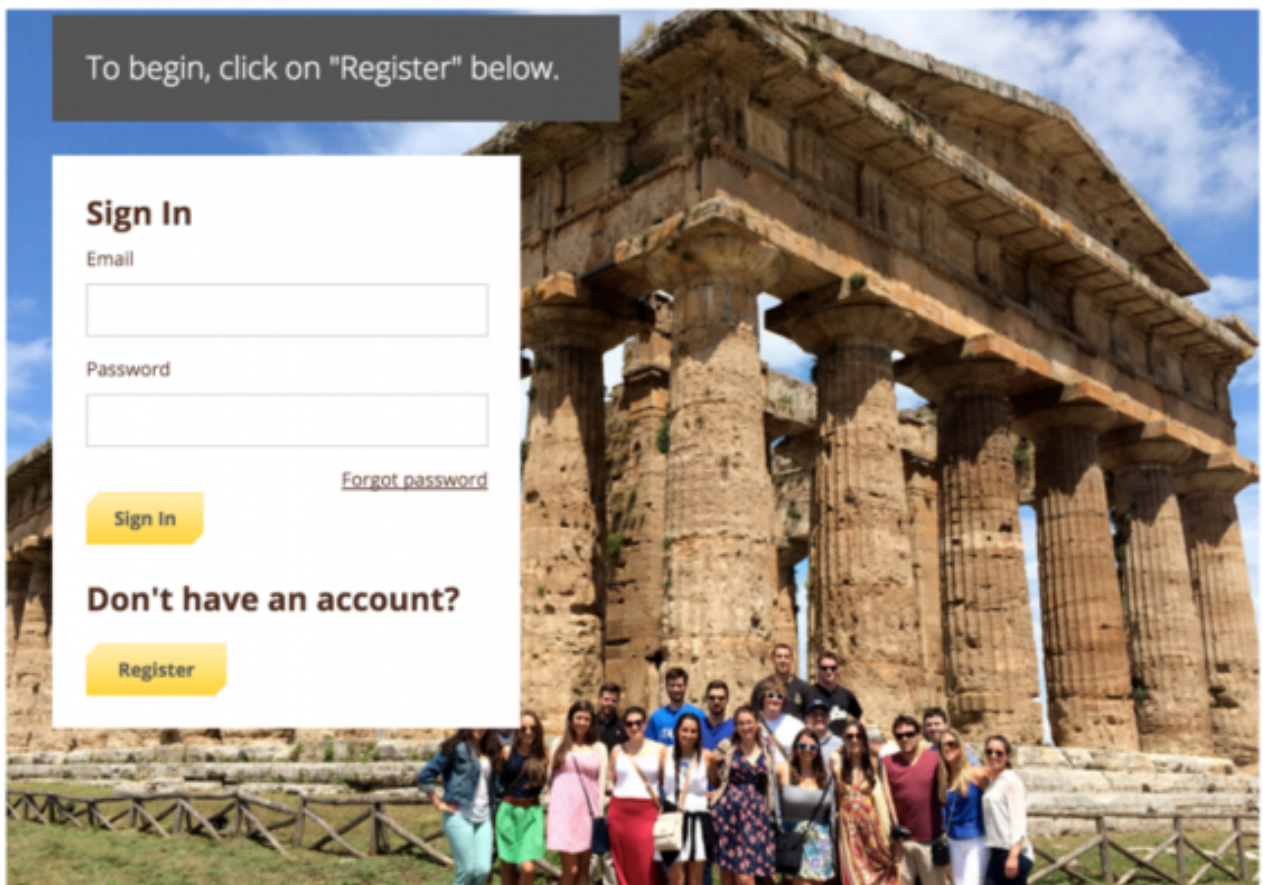 To begin, click on "Register" below.
Sign In
Email
Password
Forgot password
Sign In
Don't have an account?
Register